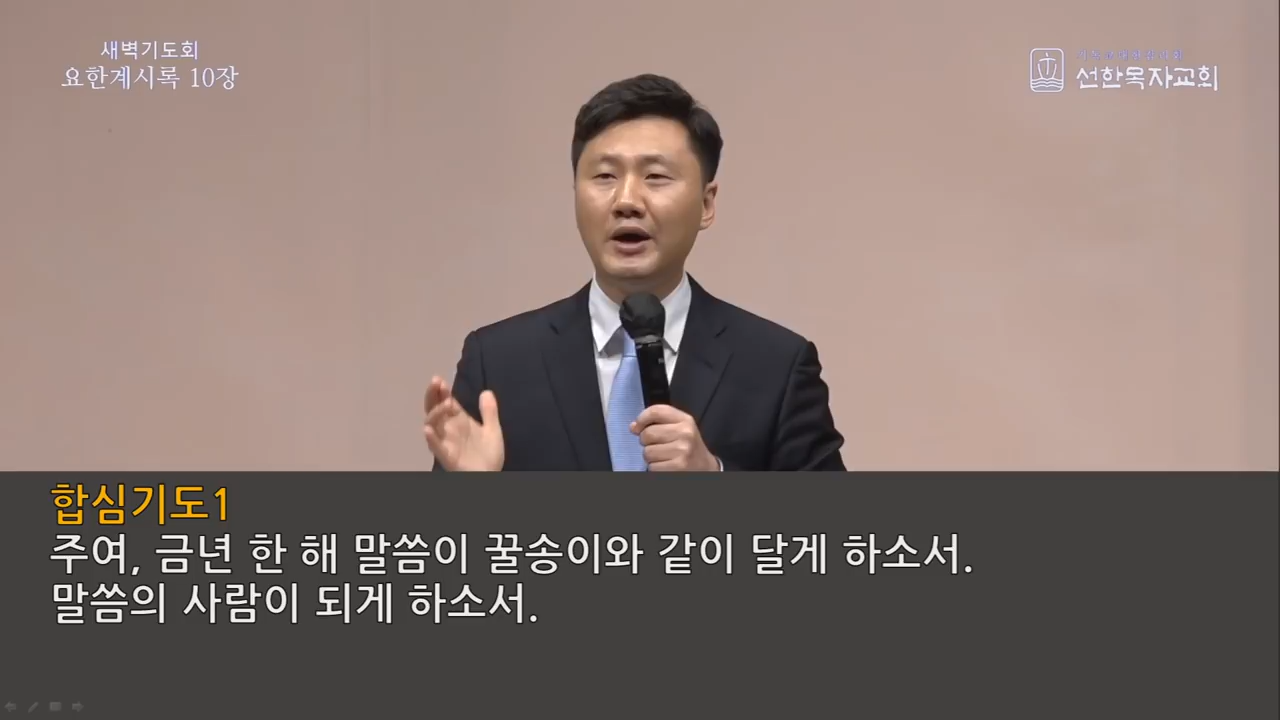 새벽기도회
요한계시록 10장
선한목자교회
합심기도1
주여, 금년 한 해 말씀이 꿀송이와 같이 달게 하소서.
말씀의 사람이 되게 하소서.